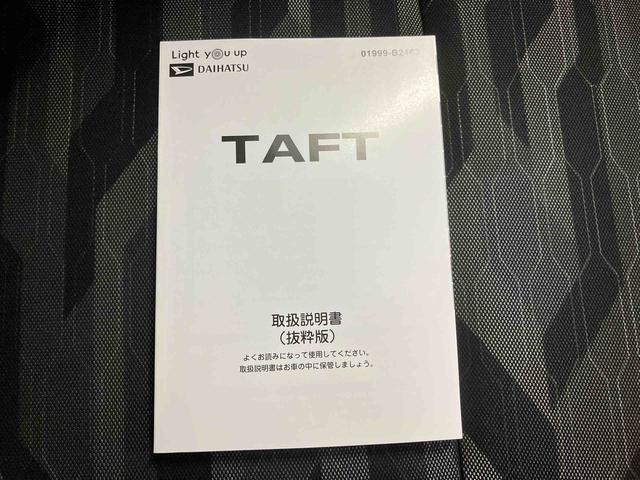 Light you up
01999-B2463
DAIHATSU
TAFT
取扱説明書
（抜粋版）
よくお読みになって使用してください。
取扱説明書はお車の中に保管しましょう。